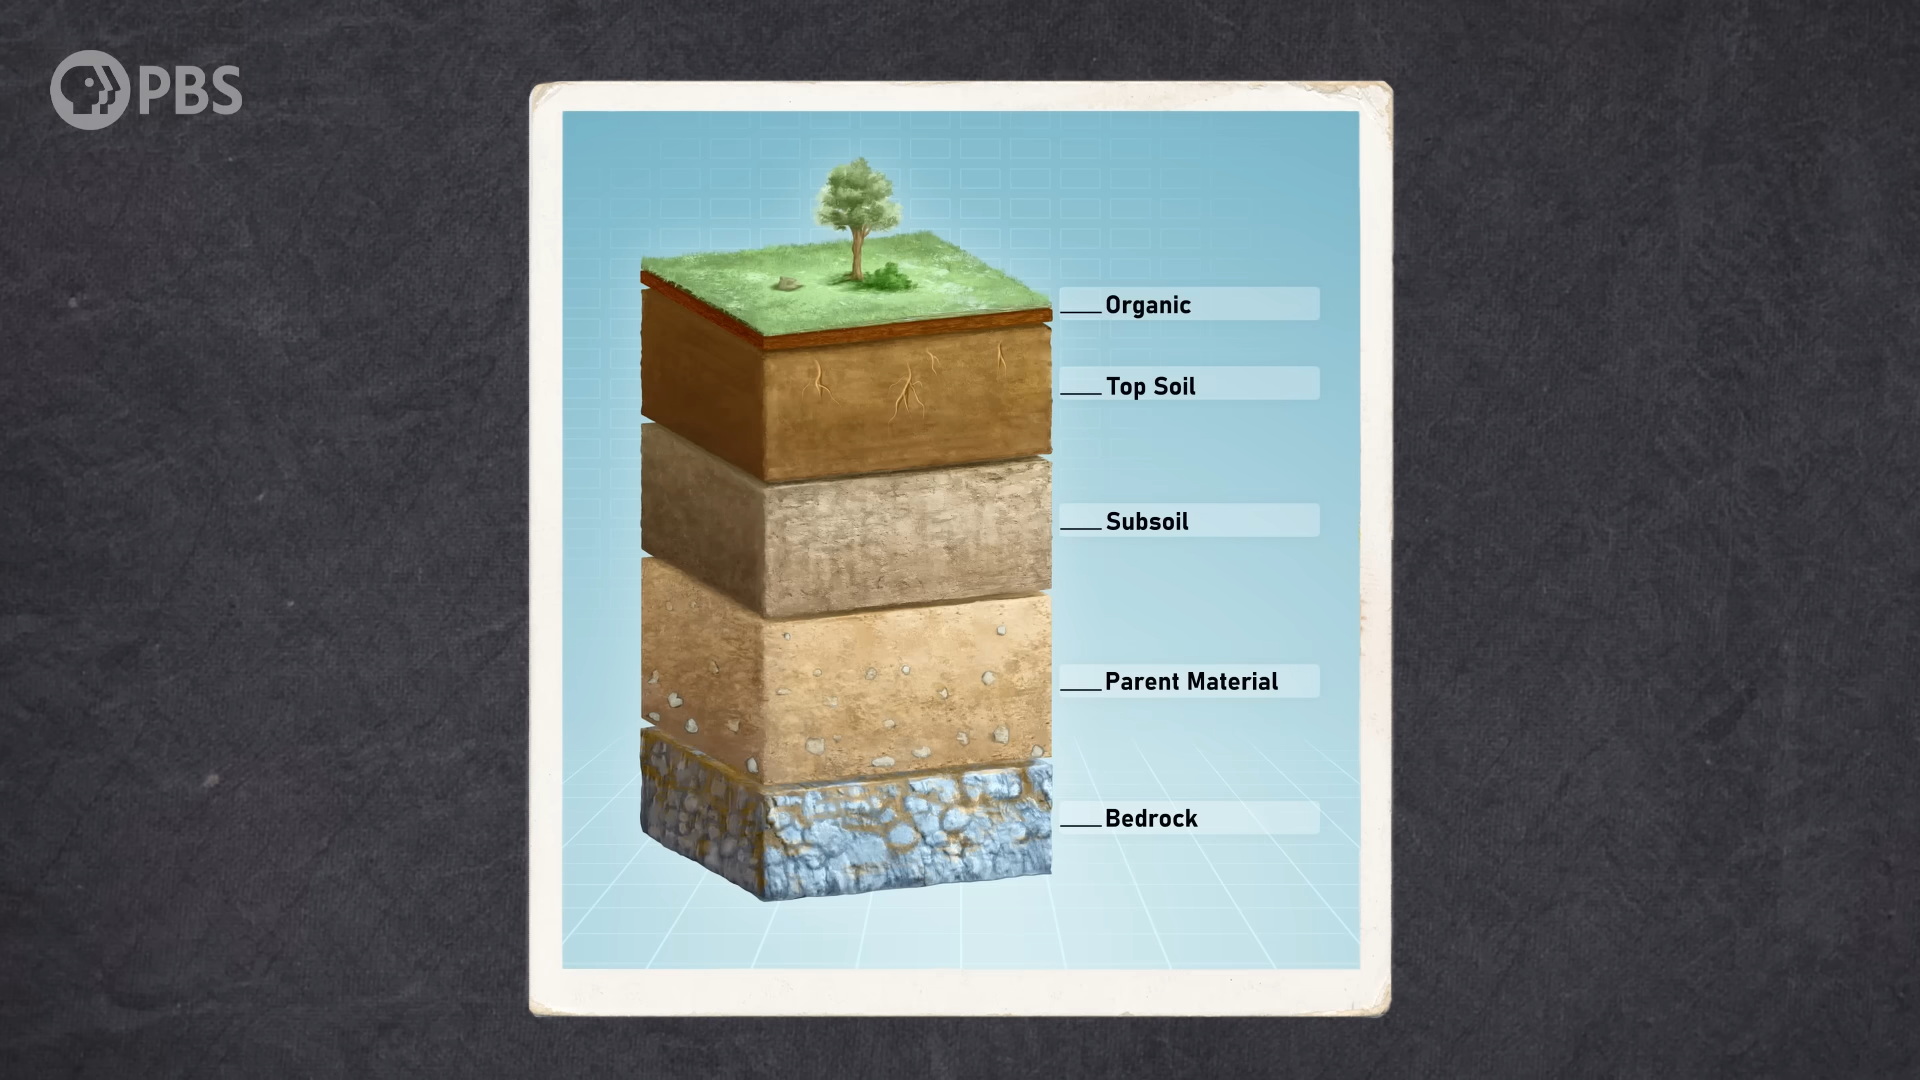 PBS
Organic
Top Soil
Subsoil
Parent Material
Bedrock